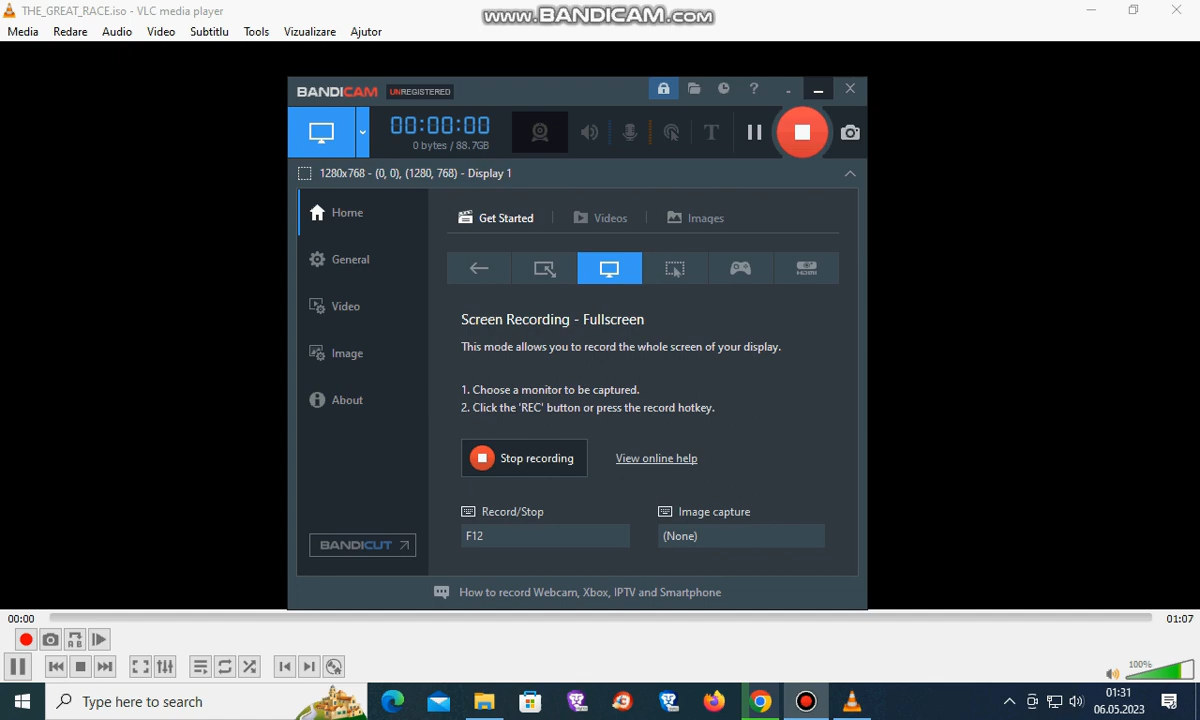 THE_GREAT_RACE.iso - VLC media player
www.BANDICAM.com
Media Redare Audio Video Subtitlu Tools Vizualizare Ajutor
BANDICAM UNREGISTERED
00:00:00
0 bytes / 88.7GB
1280x768 - (0, 0), (1280, 768) - Display 1
Home
Get Started Videos Images
General
HDMI
Video
Screen Recording - Fullscreen
This mode allows you to record the whole screen of your display.
Image
1. Choose a monitor to be captured.
About
2. Click the 'REC' button or press the record hotkey.
Stop recording View online help
Record/Stop Image capture
F12 (None)
BANDICUT
How to record Webcam, Xbox, IPTV and Smartphone
00:00 01:07
100%
Type here to search
01:31
06.05.2023